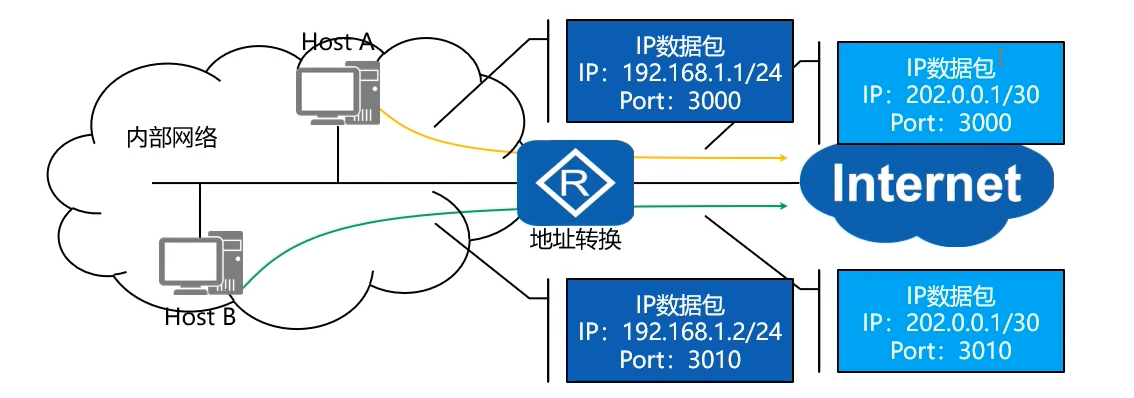 Host A
IP数据包
IP：192.168.1.1/24
Port：3000
IP数据包
IP：202.0.0.1/30
Port：3000
内部网络
R
Internet
地址转换
Host B
IP数据包
IP：192.168.1.2/24
Port：3010
IP数据包
IP：202.0.0.1/30
Port：3010